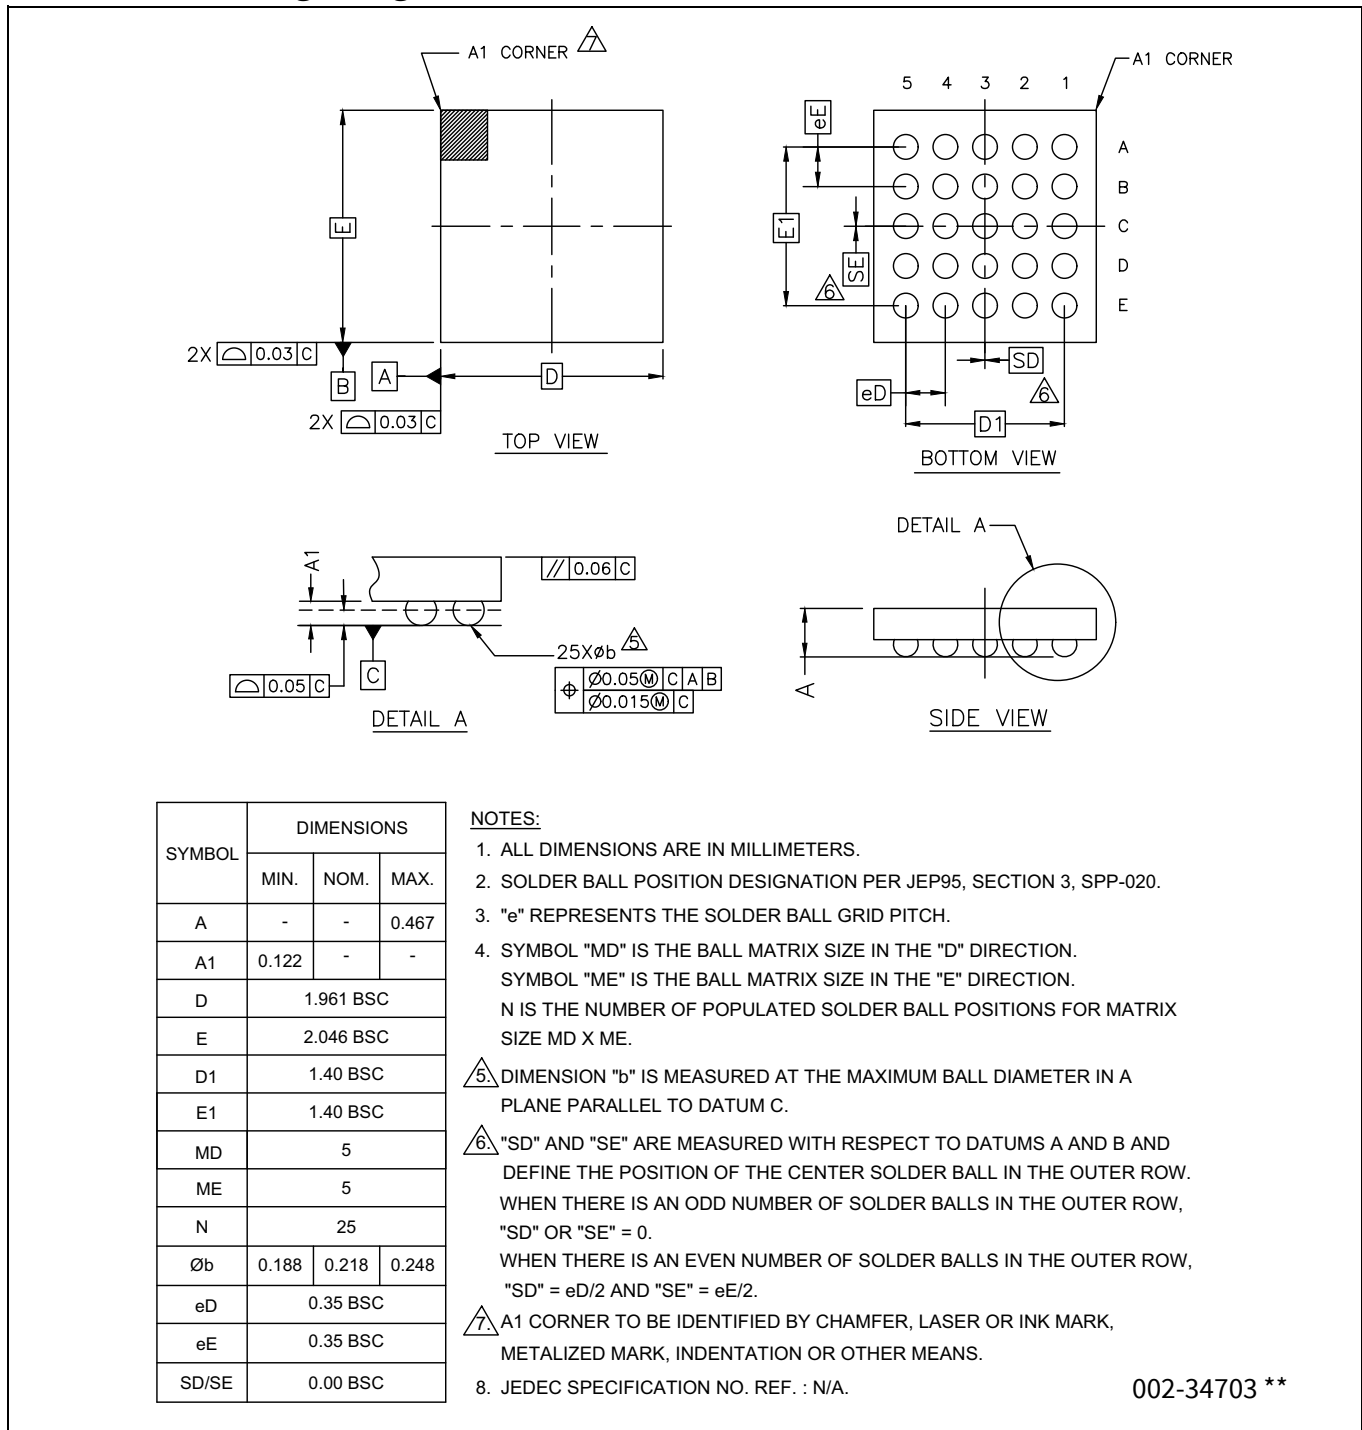 A1 CORNER 7
A1 CORNER
5 4 3 2 1
eE
A
B
E1
E
C
SE
D
6
E
2X 0.03 C
SD
B
A
D
eD
6
2X 0.03 C
D1
TOP VIEW
BOTTOM VIEW
DETAIL A
A1
// 0.06 C
25XØb 5
C
0.05 C
Ø0.05Ⓜ C A B
Ø0.015Ⓜ C
A
DETAIL A
SIDE VIEW
SYMBOL DIMENSIONS
MIN. NOM. MAX.
A - - 0.467
A1 0.122 - -
D 1.961 BSC
E 2.046 BSC
D1 1.40 BSC
E1 1.40 BSC
MD 5
ME 5
N 25
Øb 0.188 0.218 0.248
eD 0.35 BSC
eE 0.35 BSC
SD/SE 0.00 BSC
NOTES:
1. ALL DIMENSIONS ARE IN MILLIMETERS.
2. SOLDER BALL POSITION DESIGNATION PER JEP95, SECTION 3, SPP-020.
3. "e" REPRESENTS THE SOLDER BALL GRID PITCH.
4. SYMBOL "MD" IS THE BALL MATRIX SIZE IN THE "D" DIRECTION.
SYMBOL "ME" IS THE BALL MATRIX SIZE IN THE "E" DIRECTION.
N IS THE NUMBER OF POPULATED SOLDER BALL POSITIONS FOR MATRIX
SIZE MD X ME.
5. DIMENSION "b" IS MEASURED AT THE MAXIMUM BALL DIAMETER IN A
PLANE PARALLEL TO DATUM C.
6. "SD" AND "SE" ARE MEASURED WITH RESPECT TO DATUMS A AND B AND
DEFINE THE POSITION OF THE CENTER SOLDER BALL IN THE OUTER ROW.
WHEN THERE IS AN ODD NUMBER OF SOLDER BALLS IN THE OUTER ROW,
"SD" OR "SE" = 0.
WHEN THERE IS AN EVEN NUMBER OF SOLDER BALLS IN THE OUTER ROW,
"SD" = eD/2 AND "SE" = eE/2.
7. A1 CORNER TO BE IDENTIFIED BY CHAMFER, LASER OR INK MARK,
METALIZED MARK, INDENTATION OR OTHER MEANS.
8. JEDEC SPECIFICATION NO. REF. : N/A.
002-34703 **